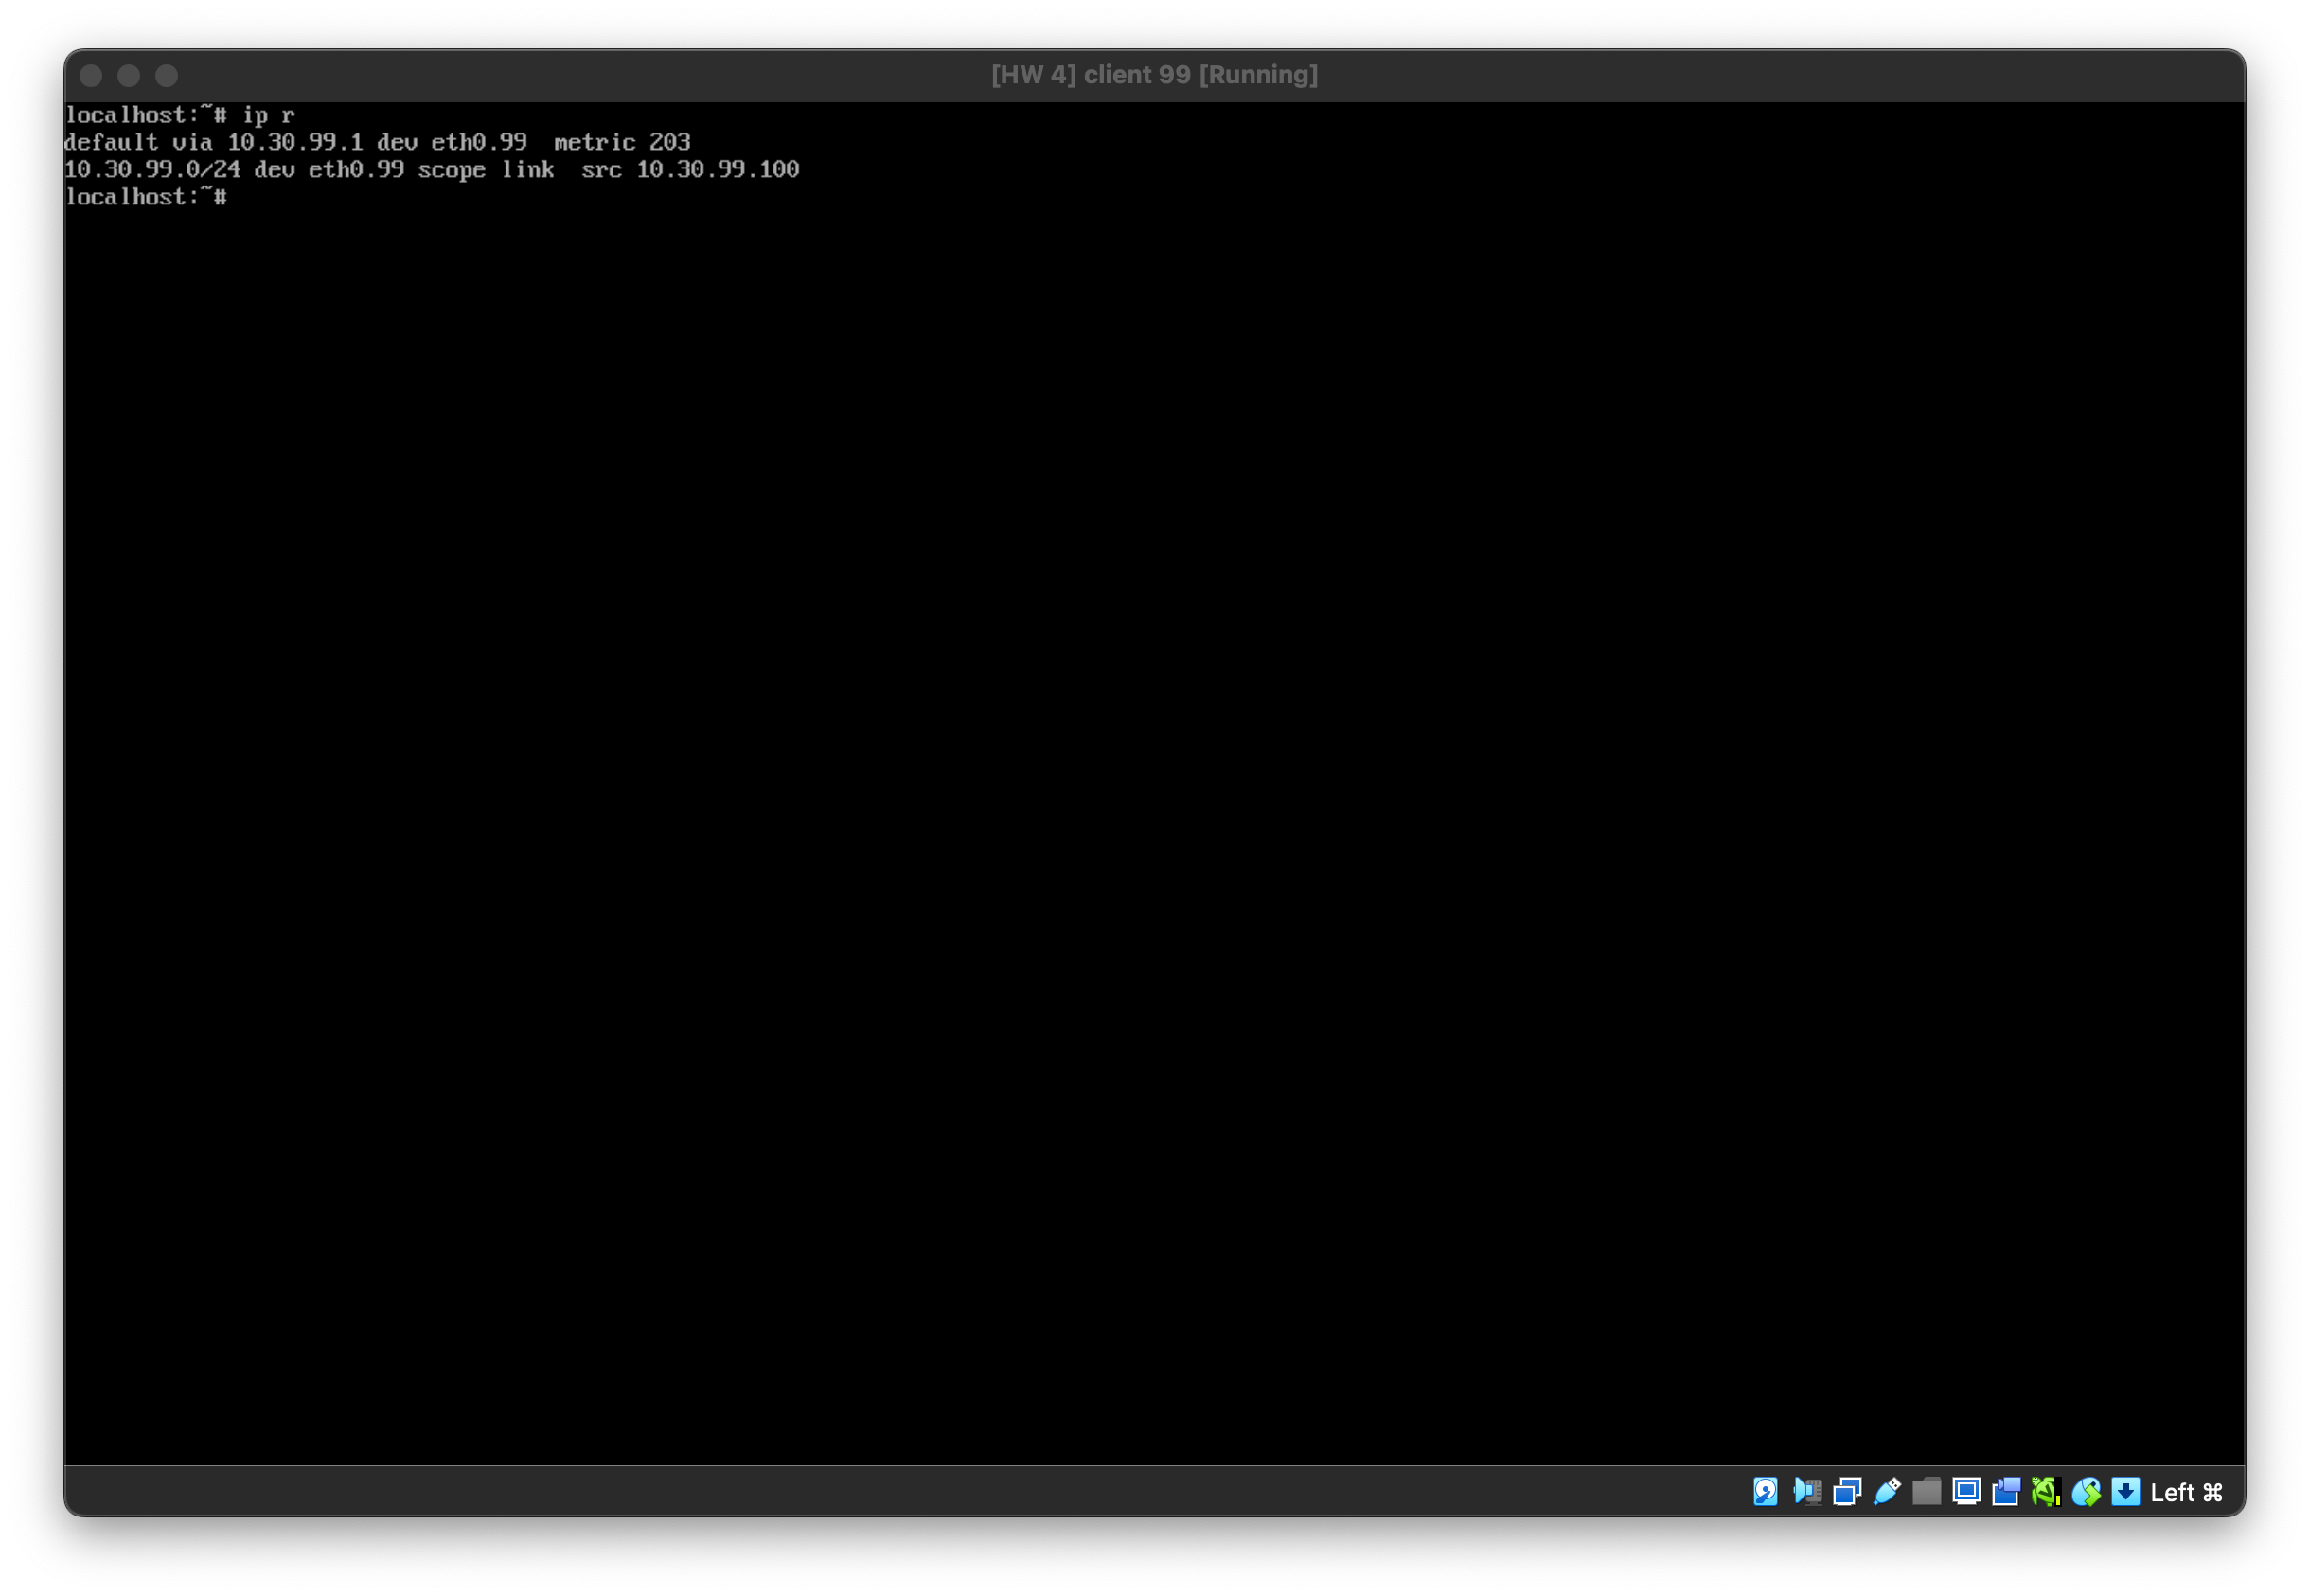 [HW 4] client 99 [Running]
localhost:~# ip r
default via 10.30.99.1 dev eth0.99  metric 203
10.30.99.0/24 dev eth0.99 scope link  src 10.30.99.100
localhost:~#
Left ⌘